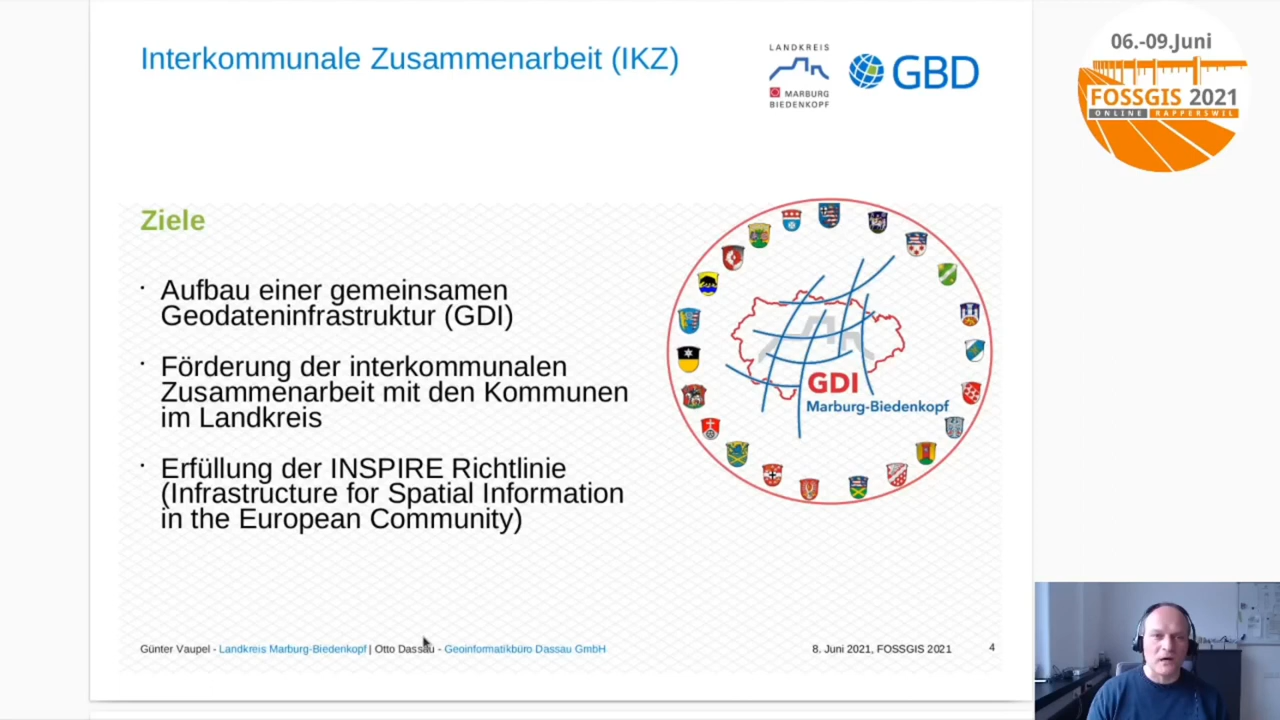 Interkommunale Zusammenarbeit (IKZ)
LANDKREIS
MARBURG
BIEDENKOPF
GBD
06.-09.Juni
FOSSGIS 2021
ONLINE RAPPERSWIL
Ziele
· Aufbau einer gemeinsamen
Geodateninfrastruktur (GDI)
· Förderung der interkommunalen
Zusammenarbeit mit den Kommunen
im Landkreis
· Erfüllung der INSPIRE Richtlinie
(Infrastructure for Spatial Information
in the European Community)
GDI
Marburg-Biedenkopf
Günter Vaupel - Landkreis Marburg-Biedenkopf | Otto Dassau - Geoinformatikbüro Dassau GmbH
8. Juni 2021, FOSSGIS 2021
4